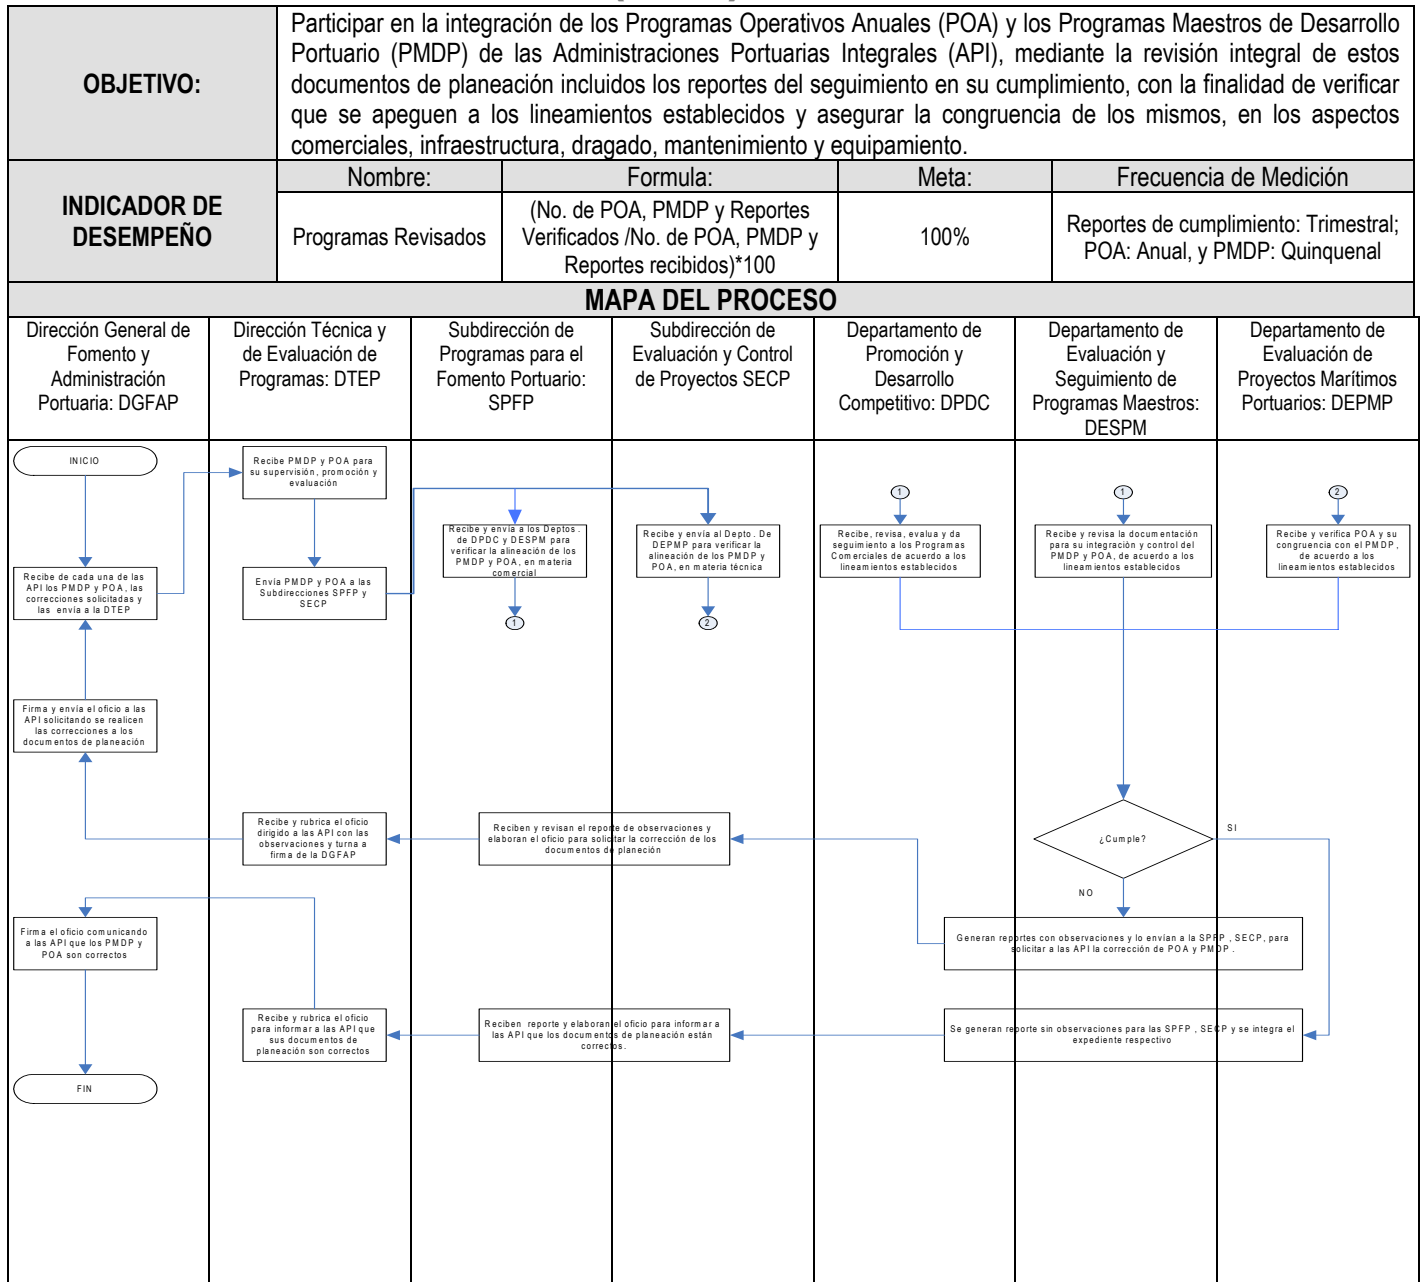 OBJETIVO:
Participar en la integración de los Programas Operativos Anuales (POA) y los Programas Maestros de Desarrollo
Portuario (PMDP) de las Administraciones Portuarias Integrales (API), mediante la revisión integral de estos
documentos de planeación incluidos los reportes del seguimiento en su cumplimiento, con la finalidad de verificar
que se apeguen a los lineamientos establecidos y asegurar la congruencia de los mismos, en los aspectos
comerciales, infraestructura, dragado, mantenimiento y equipamiento.
INDICADOR DE
DESEMPEÑO
Nombre:
Formula:
Meta:
Frecuencia de Medición
Programas Revisados
(No. de POA, PMDP y Reportes
Verificados /No. de POA, PMDP y
Reportes recibidos)*100
100%
Reportes de cumplimiento: Trimestral;
POA: Anual, y PMDP: Quinquenal
MAPA DEL PROCESO
Dirección General de
Fomento y
Administración
Portuaria: DGFAP
Dirección Técnica y
de Evaluación de
Programas: DTEP
Subdirección de
Programas para el
Fomento Portuario:
SPFP
Subdirección de
Evaluación y Control
de Proyectos SECP
Departamento de
Promoción y
Desarrollo
Competitivo: DPDC
Departamento de
Evaluación y
Seguimiento de
Programas Maestros:
DESPM
Departamento de
Evaluación de
Proyectos Marítimos
Portuarios: DEPMP
INICIO
Recibe PMDP y POA para
su supervisión, promoción y
evaluación
1
1
2
Recibe y envía a los Deptos.
de DPDC y DESPM para
verificar la alineación de los
PMDP y POA, en materia
comercial
Recibe y envía al Depto. De
DEPMP para verificar la
alineación de los PMDP y
POA, en materia técnica
Recibe, revisa, evalua y da
seguimiento a los Programas
Comerciales de acuerdo a los
lineamientos establecidos
Recibe y revisa la documentación
para su integración y control del
PMDP y POA, de acuerdo a los
lineamientos establecidos
Recibe y verifica POA y su
congruencia con el PMDP,
de acuerdo a los
lineamientos establecidos
Recibe de cada una de las
API los PMDP y POA, las
correcciones solicitadas y
las envía a la DTEP
Envía PMDP y POA a las
Subdirecciones SPFP y
SECP
1
2
Firma y envía el oficio a las
API solicitando se realicen
las correcciones a los
documentos de planeación
Recibe y rubrica el oficio
dirigido a las API con las
observaciones y turna a
firma de la DGFAP
Reciben y revisan el reporte de observaciones y
elaboran el oficio para solicitar la corrección de los
documentos de planeción
¿Cumple?
SI
NO
Firma el oficio comunicando
a las API que los PMDP y
POA son correctos
Generan reportes con observaciones y lo envían a la SPFP , SECP, para
solicitar a las API la corrección de POA y PMDP .
Recibe y rubrica el oficio
para informar a las API que
sus documentos de
planeación son correctos
Reciben reporte y elaboran el oficio para informar a
las API que los documentos de planeación están
correctos.
Se generan reporte sin observaciones para las SPFP , SECP y se integra el
expediente respectivo
FIN